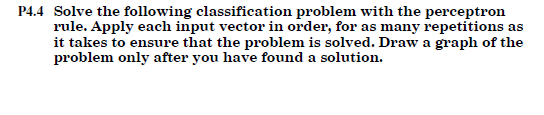 P4.4 Solve the following classification problem with the perceptron
rule. Apply each input vector in order, for as many repetitions as
it takes to ensure that the problem is solved. Draw a graph of the
problem only after you have found a solution.